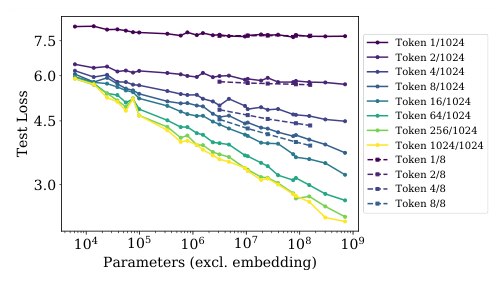 7.5
6.0
4.5
3.0
Test Loss
10^4
10^5
10^6
10^7
10^8
10^9
Parameters (excl. embedding)
Token 1/1024
Token 2/1024
Token 4/1024
Token 8/1024
Token 16/1024
Token 64/1024
Token 256/1024
Token 1024/1024
Token 1/8
Token 2/8
Token 4/8
Token 8/8